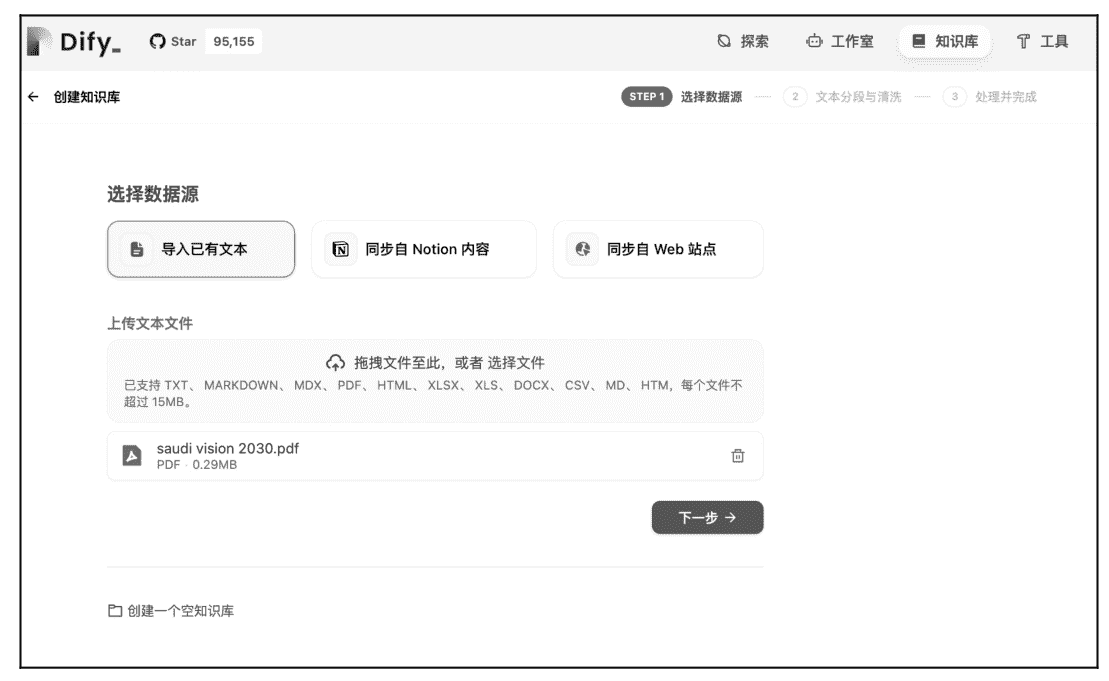 Dify_ Star 95,155 探索 工作室 知识库 工具
← 创建知识库 STEP 1 选择数据源 2 文本分段与清洗 3 处理并完成
选择数据源
导入已有文本 同步自 Notion 内容 同步自 Web 站点
上传文本文件
拖拽文件至此，或者 选择文件
已支持 TXT、 MARKDOWN、 MDX、 PDF、 HTML、 XLSX、 XLS、 DOCX、 CSV、 MD、 HTM，每个文件不
超过 15MB。
saudi vision 2030.pdf
PDF · 0.29MB
下一步 →
创建一个空知识库